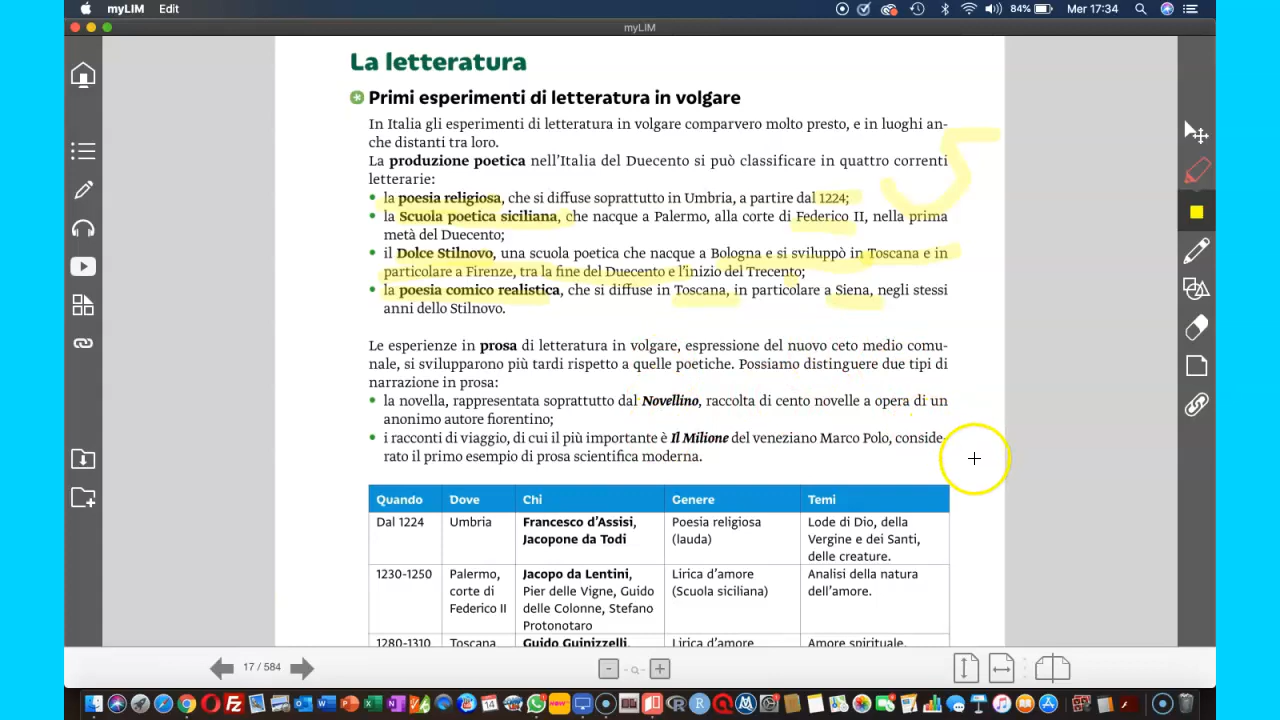 myLIM Edit 84% Mer 17:34
myLIM
La letteratura
Primi esperimenti di letteratura in volgare
In Italia gli esperimenti di letteratura in volgare comparvero molto presto, e in luoghi an-
che distanti tra loro.
La produzione poetica nell'Italia del Duecento si può classificare in quattro correnti
letterarie:
• la poesia religiosa, che si diffuse soprattutto in Umbria, a partire dal 1224;
• la Scuola poetica siciliana, che nacque a Palermo, alla corte di Federico II, nella prima
metà del Duecento;
• il Dolce Stilnovo, una scuola poetica che nacque a Bologna e si sviluppò in Toscana e in
particolare a Firenze, tra la fine del Duecento e l'inizio del Trecento;
• la poesia comico realistica, che si diffuse in Toscana, in particolare a Siena, negli stessi
anni dello Stilnovo.
Le esperienze in prosa di letteratura in volgare, espressione del nuovo ceto medio comu-
nale, si svilupparono più tardi rispetto a quelle poetiche. Possiamo distinguere due tipi di
narrazione in prosa:
• la novella, rappresentata soprattutto dal Novellino, raccolta di cento novelle a opera di un
anonimo autore fiorentino;
• i racconti di viaggio, di cui il più importante è Il Milione del veneziano Marco Polo, conside-
rato il primo esempio di prosa scientifica moderna.
Quando Dove Chi Genere Temi
Dal 1224 Umbria Francesco d'Assisi, Poesia religiosa Lode di Dio, della
Jacopone da Todi (lauda) Vergine e dei Santi,
delle creature.
1230-1250 Palermo, Jacopo da Lentini, Lirica d'amore Analisi della natura
corte di Pier delle Vigne, Guido (Scuola siciliana) dell'amore.
Federico II delle Colonne, Stefano
Protonotaro
1280-1310 Toscana Guido Guinizzelli, Lirica d'amore Amore spirituale,
17 / 584